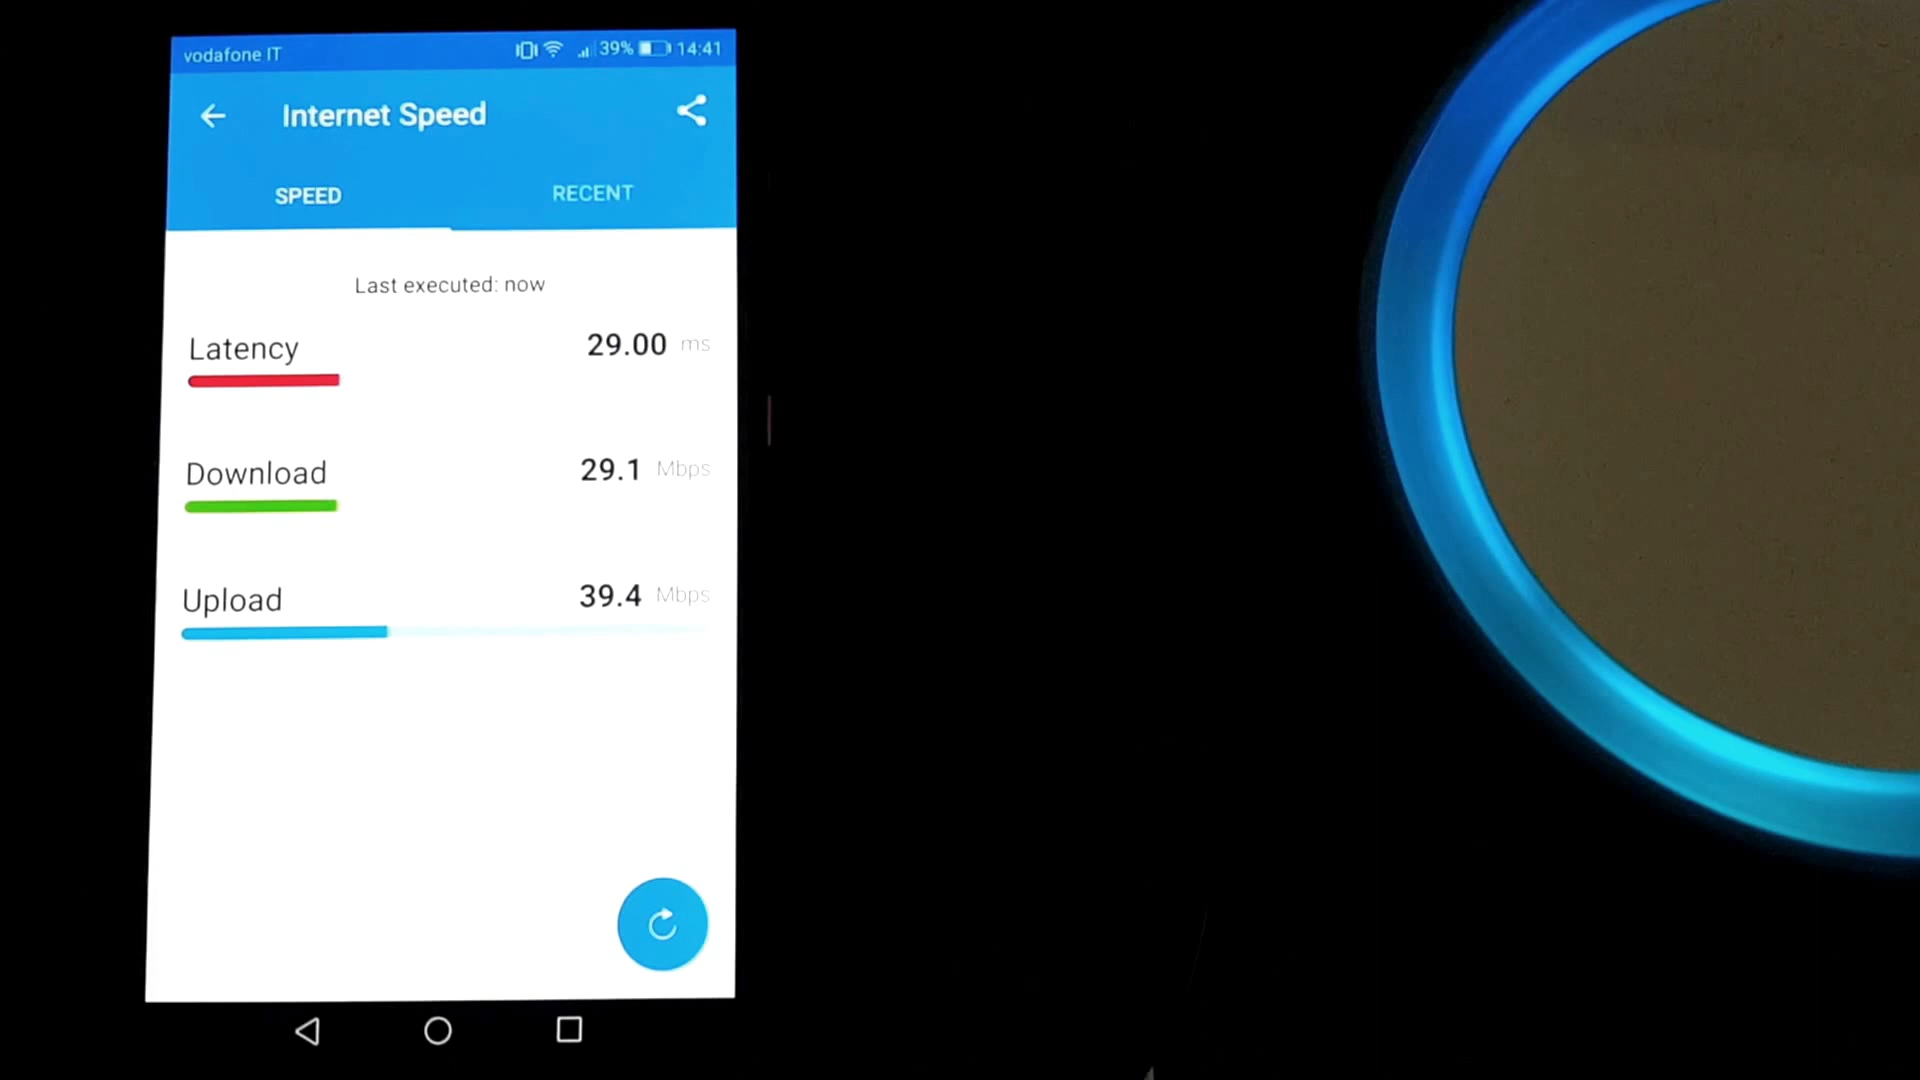 vodafone IT 39% 14:41
Internet Speed
SPEED RECENT
Last executed: now
Latency 29.00 ms
Download 29.1 Mbps
Upload 39.4 Mbps